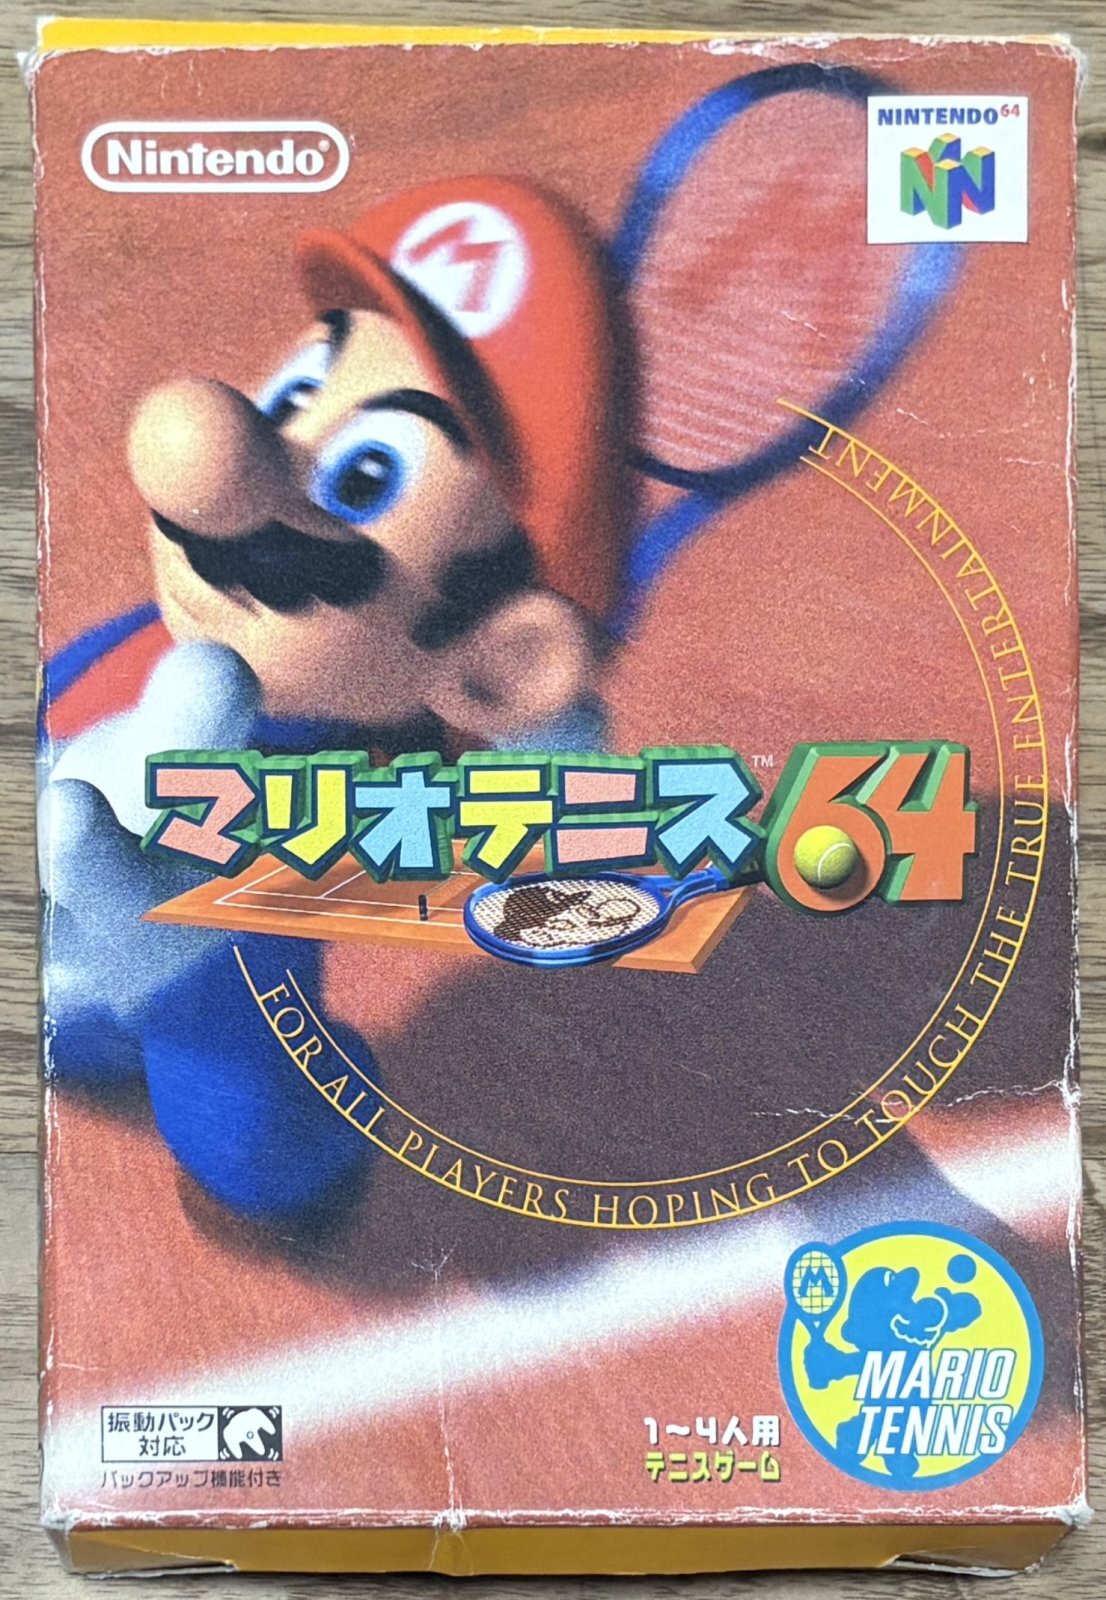 Nintendo®
NINTENDO64
マリオテニス64
TM
FOR ALL PLAYERS HOPING TO TOUCH THE TRUE ENTERTAINMENT
M
MARIO
TENNIS
振動パック
対応
バックアップ機能付き
1〜4人用
テニスゲーム